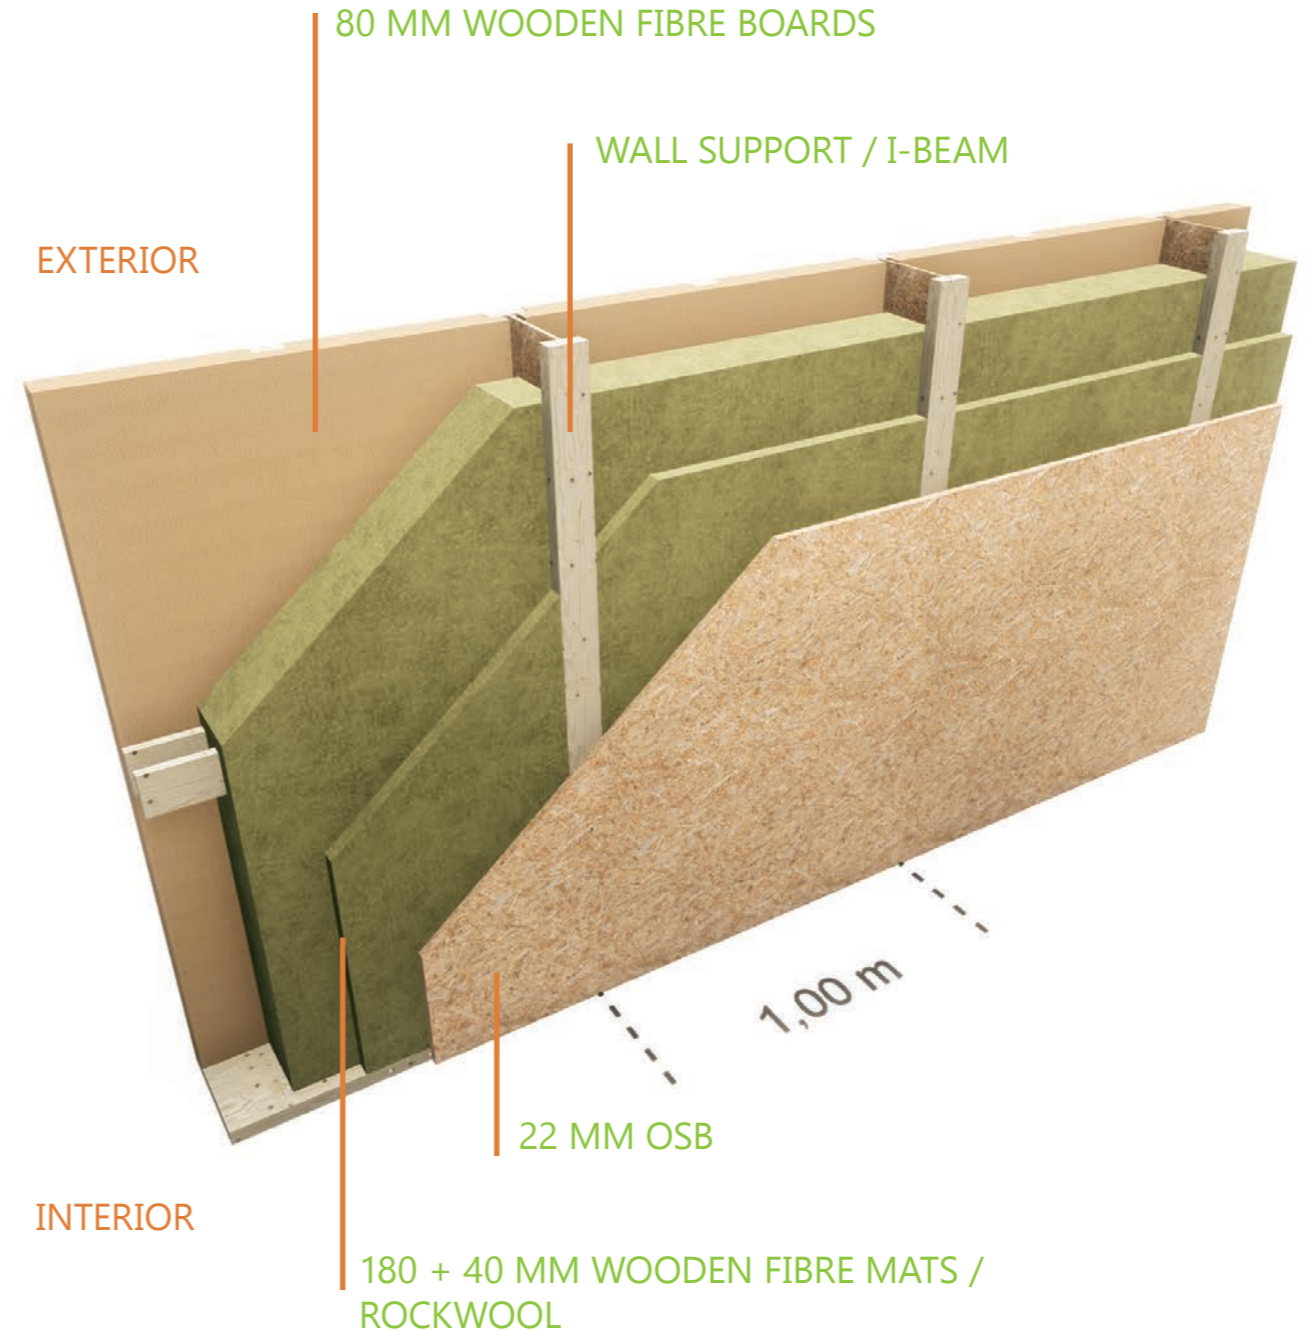 80 MM WOODEN FIBRE BOARDS
WALL SUPPORT / I-BEAM
EXTERIOR
1,00 m
22 MM OSB
INTERIOR
180 + 40 MM WOODEN FIBRE MATS /
ROCKWOOL